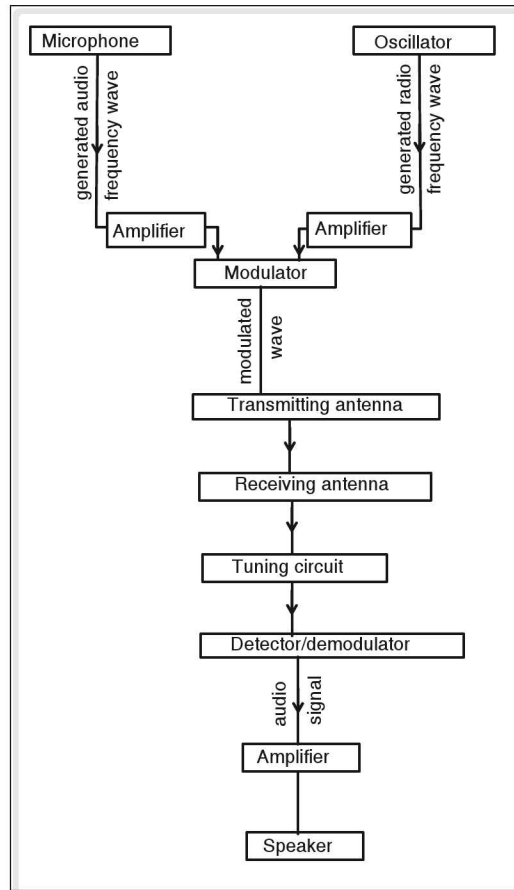 Microphone
Oscillator
generated audio
frequency wave
generated radio
frequency wave
Amplifier
Amplifier
Modulator
modulated
wave
Transmitting antenna
Receiving antenna
Tuning circuit
Detector/demodulator
audio
signal
Amplifier
Speaker